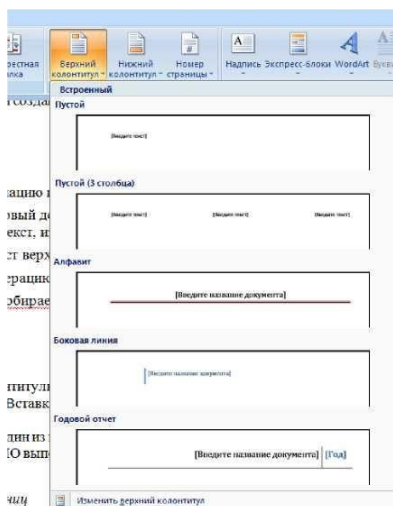 Верхний Нижний Номер Надпись Экспресс-блоки WordArt
колонтитул колонтитул страницы
Встроенный
Пустой
[Введите текст]
Пустой (3 столбца)
[Введите текст] [Введите текст] [Введите текст]
Алфавит
[Введите название документа]
Боковая линия
[Введите название документа]
Годовой отчет
[Введите название документа] [Год]
Изменить верхний колонтитул